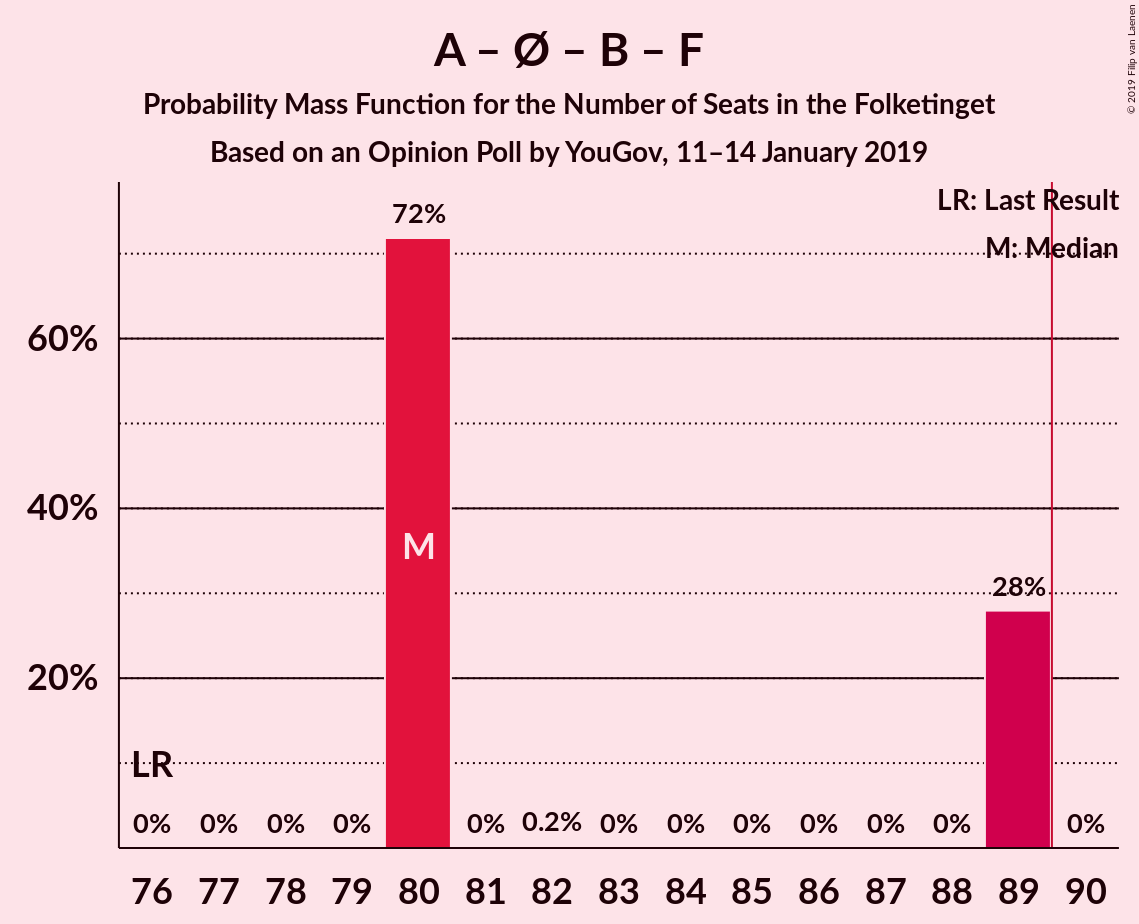 A – Ø – B – F
Probability Mass Function for the Number of Seats in the Folketinget
Based on an Opinion Poll by YouGov, 11–14 January 2019
© 2019 Filip van Laenen
LR: Last Result
M: Median
72%
60%
40%
M
28%
20%
LR
0% 0% 0% 0% 0% 0.2% 0% 0% 0% 0% 0% 0% 0%
76 77 78 79 80 81 82 83 84 85 86 87 88 89 90